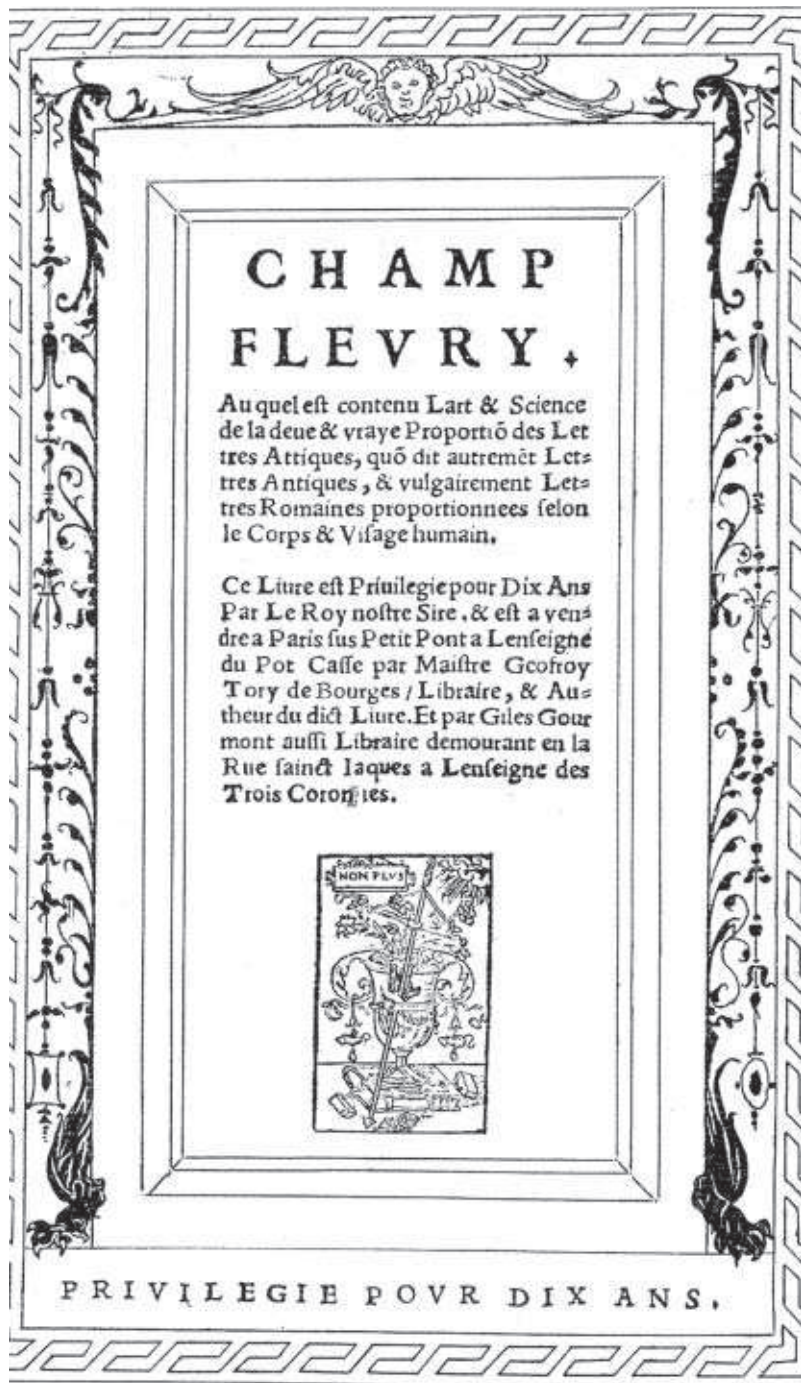 CHAMP
FLEVRY.
Au quel eſt contenu Lart & Science
de la deue & vraye Proportiõ des Let
tres Attiques, quõ dit autremẽt Let⸗
tres Antiques, & vulgairement Let⸗
tres Romaines proportionnees ſelon
le Corps & Viſage humain.
Ce Liure eſt Priuilegie pour Dix Ans
Par Le Roy noſtre Sire. & eſt a ven⸗
dre a Paris ſus Petit Pont a Lenſeigne
du Pot Caſſe par Maiſtre Geofroy
Tory de Bourges / Libraire, & Au⸗
theur du dict Liure. Et par Giles Gour
mont auſſi Libraire demourant en la
Rue ſainct Iaques a Lenſeigne des
Trois Coronnes.
NON PLVS
PRIVILEGIE POVR DIX ANS.